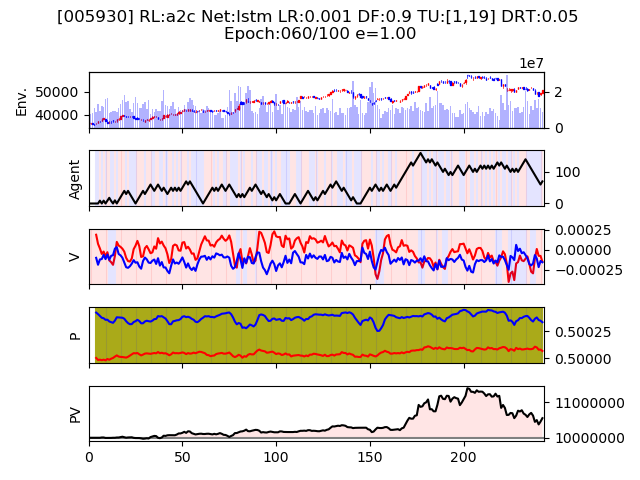 [005930] RL:a2c Net:lstm LR:0.001 DF:0.9 TU:[1,19] DRT:0.05
Epoch:060/100 e=1.00
1e7
Env.
50000
40000
2
0
Agent
100
0
V
0.00025
0.00000
−0.00025
P
0.50025
0.50000
PV
11000000
10000000
0 50 100 150 200